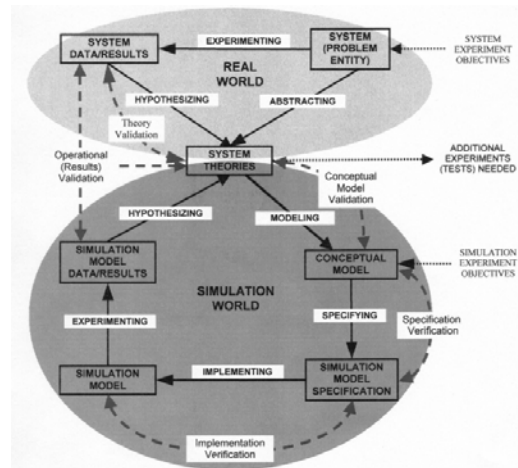 SYSTEM
DATA/RESULTS
EXPERIMENTING
SYSTEM
(PROBLEM
ENTITY)
SYSTEM
EXPERIMENT
OBJECTIVES
REAL
WORLD
HYPOTHESIZING
ABSTRACTING
Theory
Validation
Operational
(Results)
Validation
SYSTEM
THEORIES
ADDITIONAL
EXPERIMENTS
(TESTS) NEEDED
Conceptual
Model
Validation
HYPOTHESIZING
MODELING
SIMULATION
MODEL
DATA/RESULTS
CONCEPTUAL
MODEL
SIMULATION
EXPERIMENT
OBJECTIVES
SIMULATION
WORLD
EXPERIMENTING
SPECIFYING
Specification
Verification
SIMULATION
MODEL
IMPLEMENTING
SIMULATION
MODEL
SPECIFICATION
Implementation
Verification